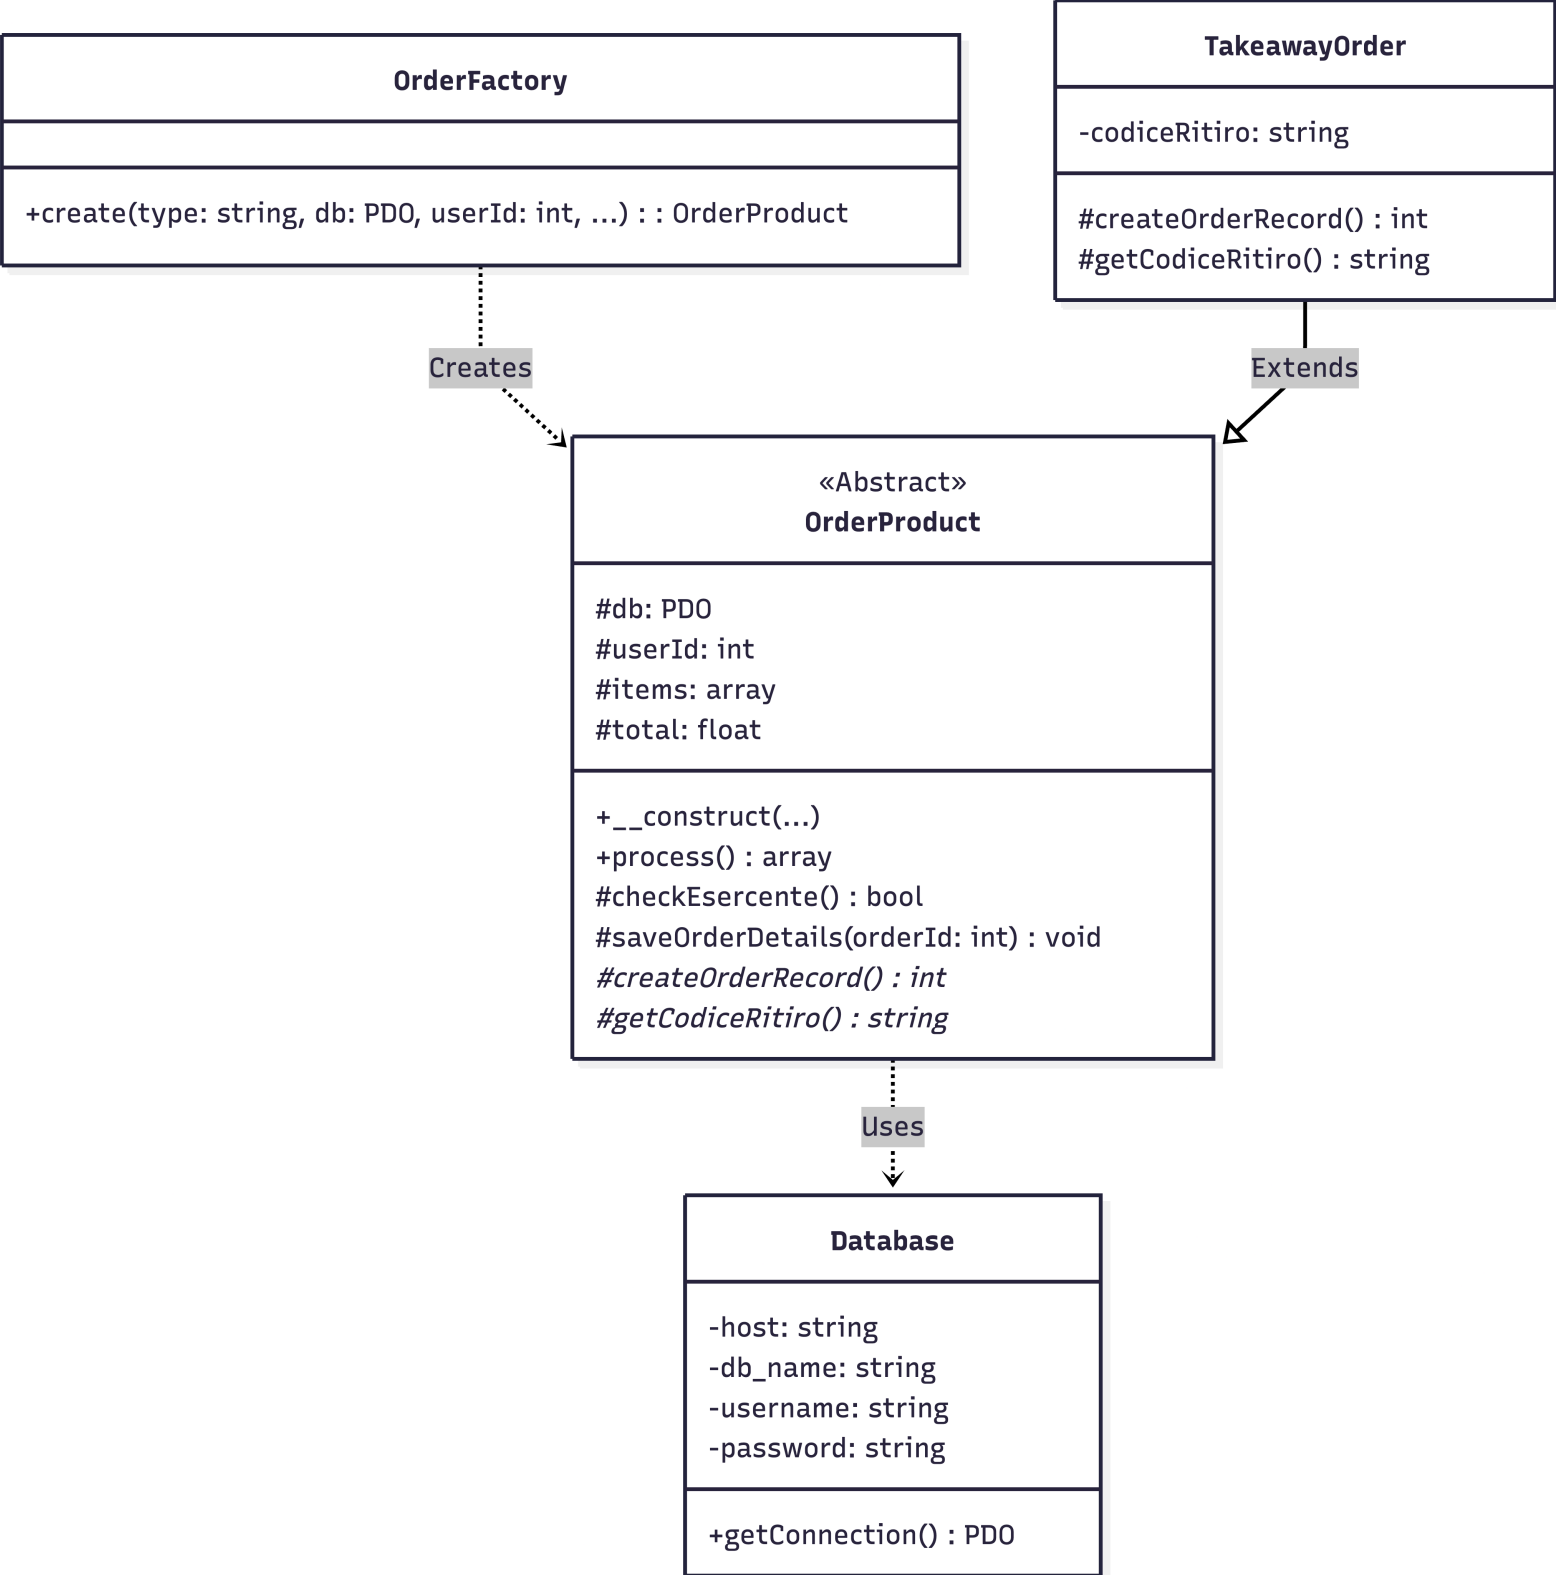 OrderFactory
+create(type: string, db: PDO, userId: int, ...) : : OrderProduct
TakeawayOrder
-codiceRitiro: string
#createOrderRecord() : int
#getCodiceRitiro() : string
Creates
Extends
«Abstract»
OrderProduct
#db: PDO
#userId: int
#items: array
#total: float
+__construct(...)
+process() : array
#checkEsercente() : bool
#saveOrderDetails(orderId: int) : void
#createOrderRecord() : int
#getCodiceRitiro() : string
Uses
Database
-host: string
-db_name: string
-username: string
-password: string
+getConnection() : PDO